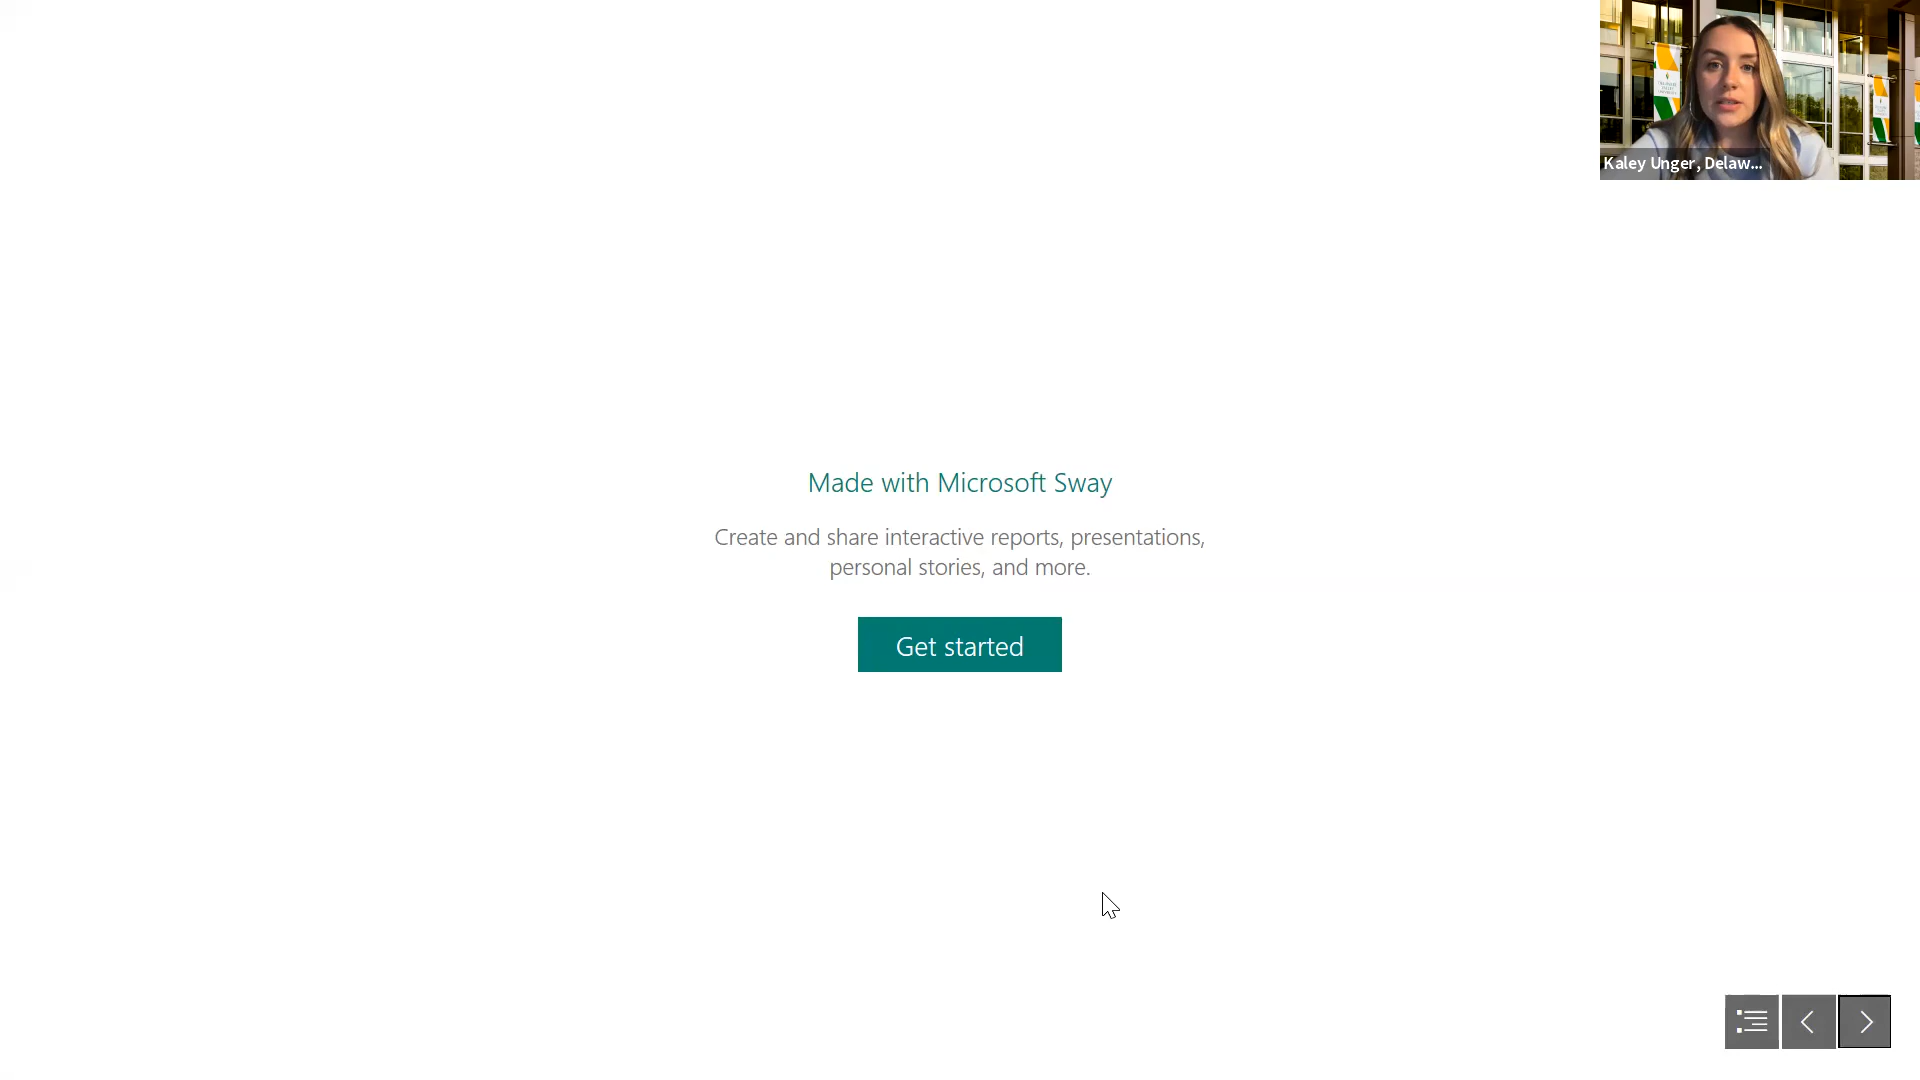 Kaley Unger, Delaw...
Made with Microsoft Sway
Create and share interactive reports, presentations,
personal stories, and more.
Get started